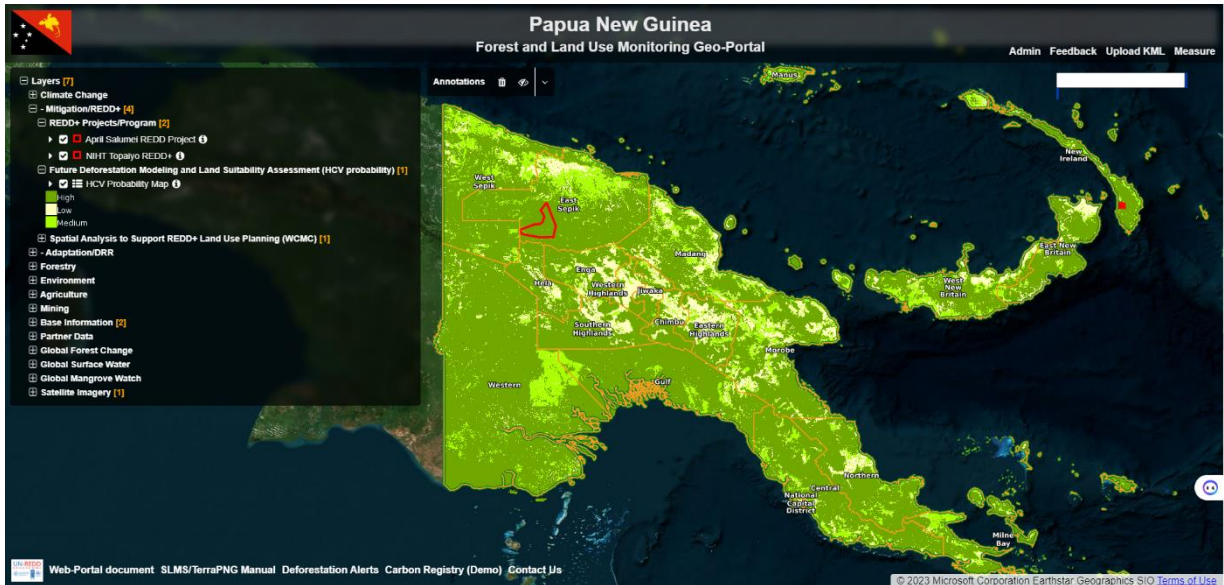 Papua New Guinea
Forest and Land Use Monitoring Geo-Portal
Admin Feedback Upload KML Measure
Layers [7]
Climate Change
- Mitigation/REDD+ [4]
REDD+ Projects/Program [2]
April Salumei REDD Project
NIHT Topaiyo REDD+
Future Deforestation Modeling and Land Suitability Assessment (HCV probability) [1]
HCV Probability Map
High
Low
Medium
Spatial Analysis to Support REDD+ Land Use Planning (WCMC) [1]
- Adaptation/DRR
Forestry
Environment
Agriculture
Mining
Base Information [2]
Partner Data
Global Forest Change
Global Surface Water
Global Mangrove Watch
Satellite Imagery [1]
Annotations
Manus
New
Ireland
West
Sepik
East
Sepik
Madang
East New
Britain
West
New
Britain
Enga
Hela
Western
Highlands
Jiwaka
Southern
Highlands
Chimbu
Eastern
Highlands
Morobe
Western
Gulf
Northern
Central
National
Capital
District
Milne
Bay
UN-REDD
Web-Portal document SLMS/TerraPNG Manual Deforestation Alerts Carbon Registry (Demo) Contact Us
© 2023 Microsoft Corporation Earthstar Geographics SIO Terms of Use